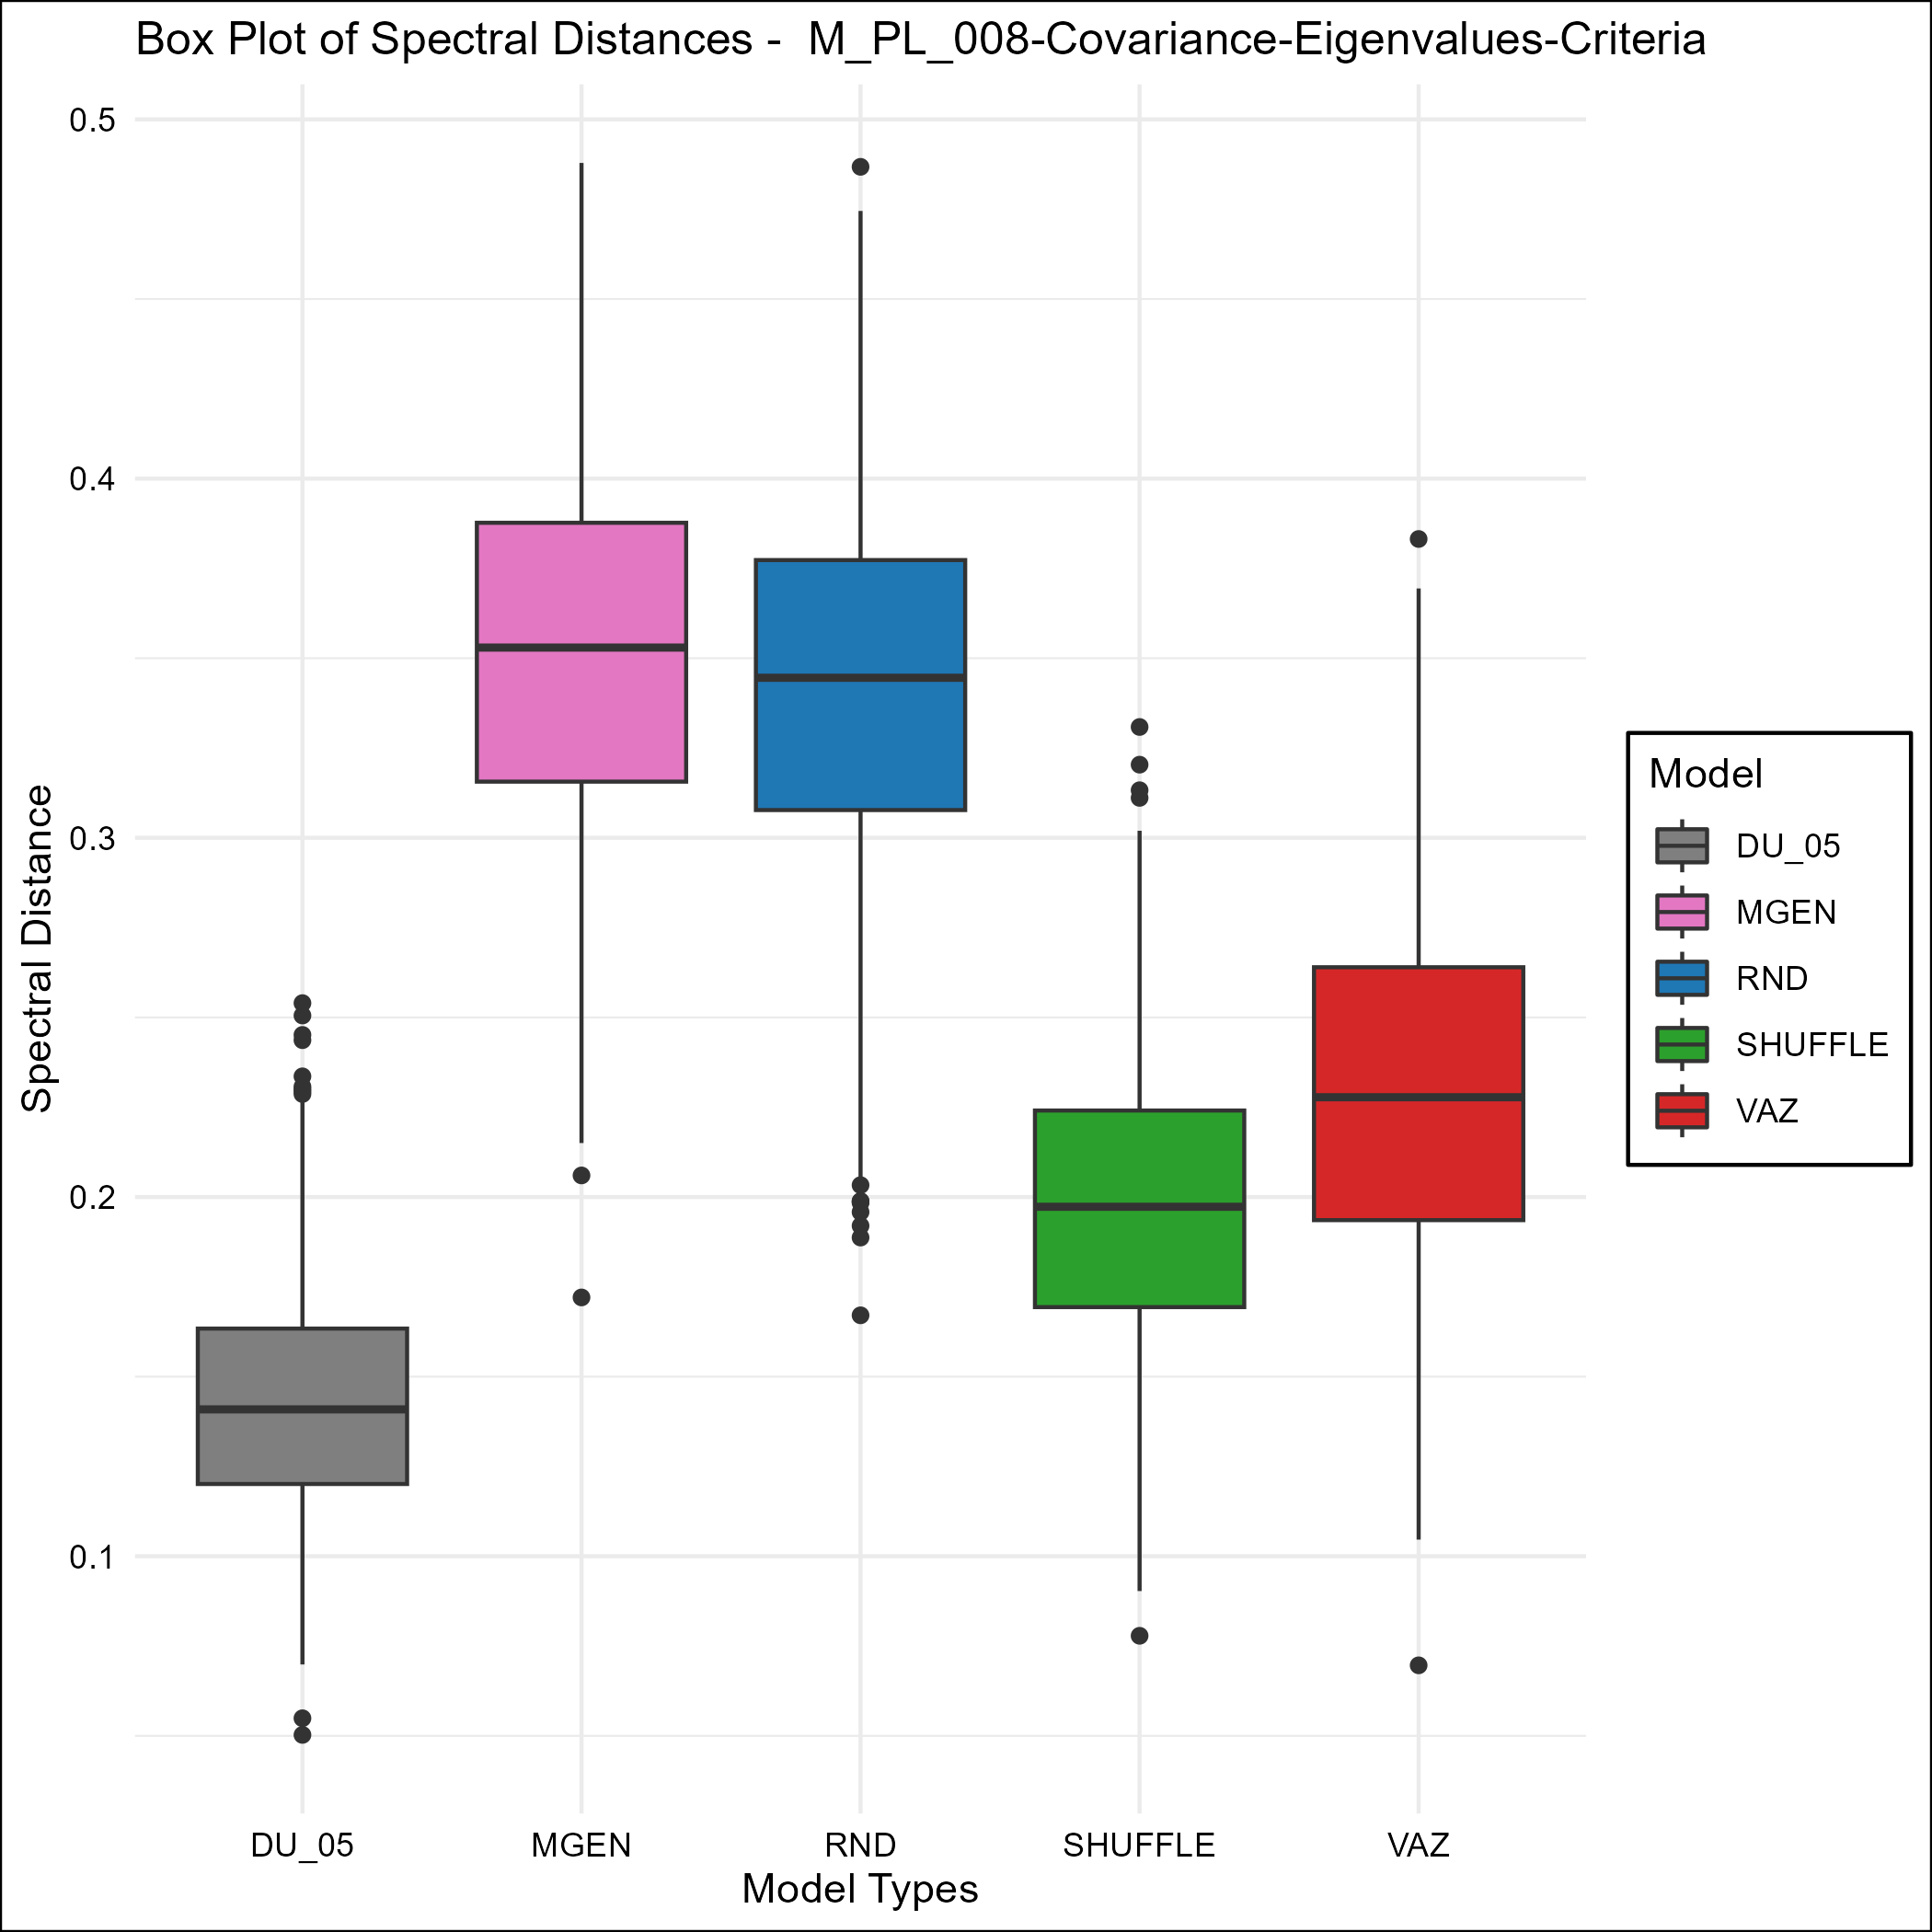 Box Plot of Spectral Distances -  M_PL_008-Covariance-Eigenvalues-Criteria
0.5
0.4
0.3
0.2
0.1
Spectral Distance
DU_05
MGEN
RND
SHUFFLE
VAZ
Model Types
Model
DU_05
MGEN
RND
SHUFFLE
VAZ